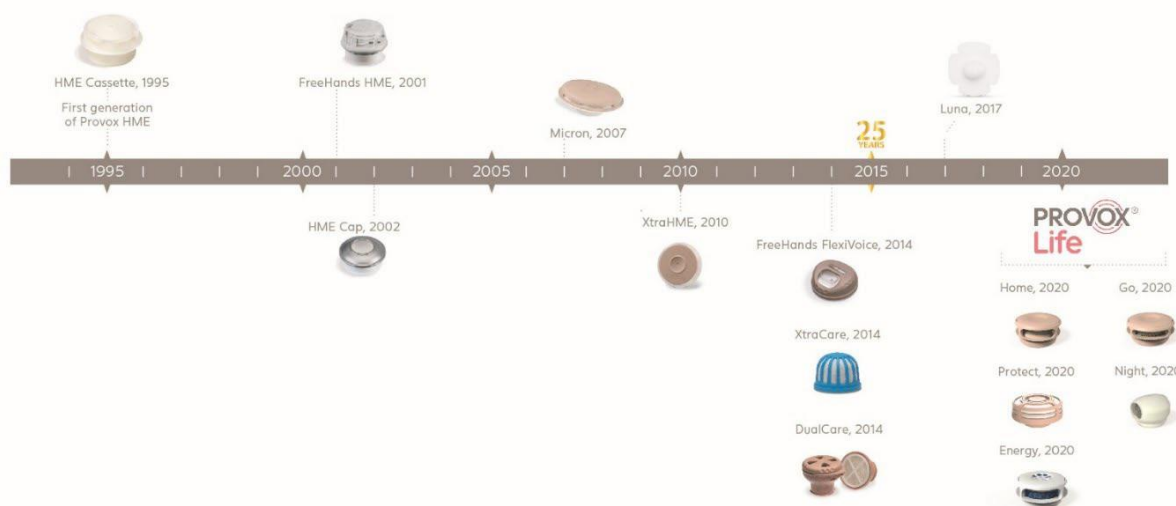 HME Cassette, 1995
First generation
of Provox HME
FreeHands HME, 2001
Micron, 2007
25
YEARS
Luna, 2017
1995
2000
2005
2010
2015
2020
HME Cap, 2002
XtraHME, 2010
FreeHands FlexiVoice, 2014
XtraCare, 2014
DualCare, 2014
PROVOX®
Life
Home, 2020
Go, 2020
Protect, 2020
Night, 2020
Energy, 2020